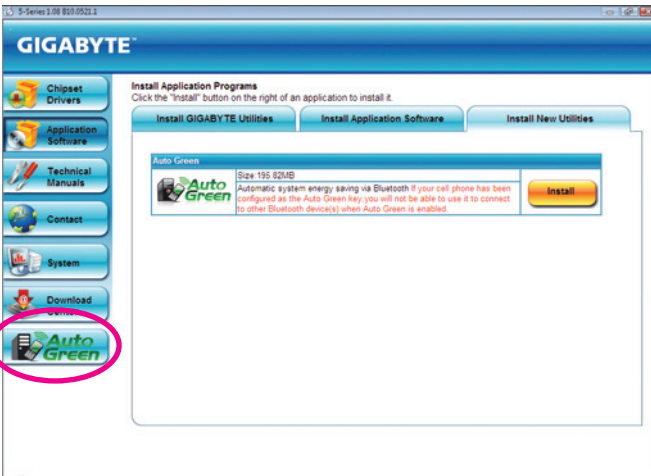 5-Series 1.08 B10.0521.1
GIGABYTE™
Chipset
Drivers
Application
Software
Technical
Manuals
Contact
System
Download
Center
Auto
Green
Install Application Programs
Click the "Install" button on the right of an application to install it.
Install GIGABYTE Utilities
Install Application Software
Install New Utilities
Auto Green
Auto
Green
Size:195.82MB
Automatic system energy saving via Bluetooth If your cell phone has been
configured as the Auto Green key,you will not be able to use it to connect
to other Bluetooth device(s) when Auto Green is enabled.
Install